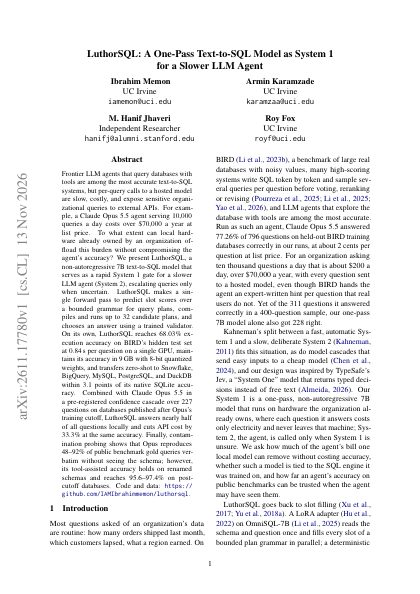 LuthorSQL: A One-Pass Text-to-SQL Model as System 1
for a Slower LLM Agent
Ibrahim Memon
UC Irvine
iamemon@uci.edu
Armin Karamzade
UC Irvine
karamzaa@uci.edu
M. Hanif Jhaveri
Independent Researcher
hanifj@alumni.stanford.edu
Roy Fox
UC Irvine
royf@uci.edu
arXiv:2611.17780v1 [cs.CL] 13 Nov 2026
Abstract
Frontier LLM agents that query databases with
tools are among the most accurate text-to-SQL
systems, but per-query calls to a hosted model
are slow, costly, and expose sensitive organi-
zational queries to external APIs. For exam-
ple, a Claude Opus 5.5 agent serving 10,000
queries a day costs over $70,000 a year at
list price. To what extent can local hard-
ware already owned by an organization of-
fload this burden without compromising the
agent's accuracy? We present LuthorSQL, a
non-autoregressive 7B text-to-SQL model that
serves as a rapid System 1 gate for a slower
LLM agent (System 2), escalating queries only
when uncertain. LuthorSQL makes a sin-
gle forward pass to predict slot scores over
a bounded grammar for query plans, com-
piles and runs up to 32 candidate plans, and
chooses an answer using a trained validator.
On its own, LuthorSQL reaches 68.03% ex-
ecution accuracy on BIRD's hidden test set
at 0.84 s per question on a single GPU, main-
tains its accuracy in 9 GB with 8-bit quantized
weights, and transfers zero-shot to Snowflake,
BigQuery, MySQL, PostgreSQL, and DuckDB
within 3.1 points of its native SQLite accu-
racy. Combined with Claude Opus 5.5 in
a pre-registered confidence cascade over 227
questions on databases published after Opus's
training cutoff, LuthorSQL answers nearly half
of all questions locally and cuts API cost by
33.3% at the same accuracy. Finally, contam-
ination probing shows that Opus reproduces
48–92% of public benchmark gold queries ver-
batim without seeing the schema; however,
its tool-assisted accuracy holds on renamed
schemas and reaches 95.6–97.4% on post-
cutoff databases. Code and data: https://
github.com/IAMIbrahimmemon/luthorsql.
1 Introduction
Most questions asked of an organization's data
are routine: how many orders shipped last month,
which customers lapsed, what a region earned. On
BIRD (Li et al., 2023b), a benchmark of large real
databases with noisy values, many high-scoring
systems write SQL token by token and sample sev-
eral queries per question before voting, reranking
or revising (Pourreza et al., 2025; Li et al., 2025;
Yao et al., 2026), and LLM agents that explore the
database with tools are among the most accurate.
Run as such an agent, Claude Opus 5.5 answered
77.26% of 796 questions on held-out BIRD training
databases correctly in our runs, at about 2 cents per
question at list price. For an organization asking
ten thousand questions a day that is about $200 a
day, over $70,000 a year, with every question sent
to a hosted model, even though BIRD hands the
agent an expert-written hint per question that real
users do not write. Yet of the 311 questions it answered
correctly in a 400-question sample, our one-pass
7B model alone also got 228 right.
Kahneman's split between a fast, automatic Sys-
tem 1 and a slow, deliberate System 2 (Kahneman,
2011) fits this situation, as do model cascades that
send easy inputs to a cheap model (Chen et al.,
2024), and our design was inspired by TypeSafe's
Jev, a "System One" model that returns typed deci-
sions instead of free text (Almeida, 2026). Our
System 1 is a one-pass, non-autoregressive 7B
model that runs on hardware the organization al-
ready owns, where each question it answers costs
only electricity and never leaves that machine; Sys-
tem 2, the agent, is called only when System 1 is
unsure. We ask how much of the agent's bill one
local model can remove without costing accuracy,
whether such a model is tied to the SQL engine it
was trained on, and how far an agent's accuracy on
public benchmarks can be trusted when the agent
may have seen them.
LuthorSQL goes back to slot filling (Xu et al.,
2017; Yu et al., 2018a). A LoRA adapter (Hu et al.,
2022) on OmniSQL-7B (Li et al., 2025) reads the
schema and question once and fills every slot of a
bounded plan grammar in parallel; a deterministic
1